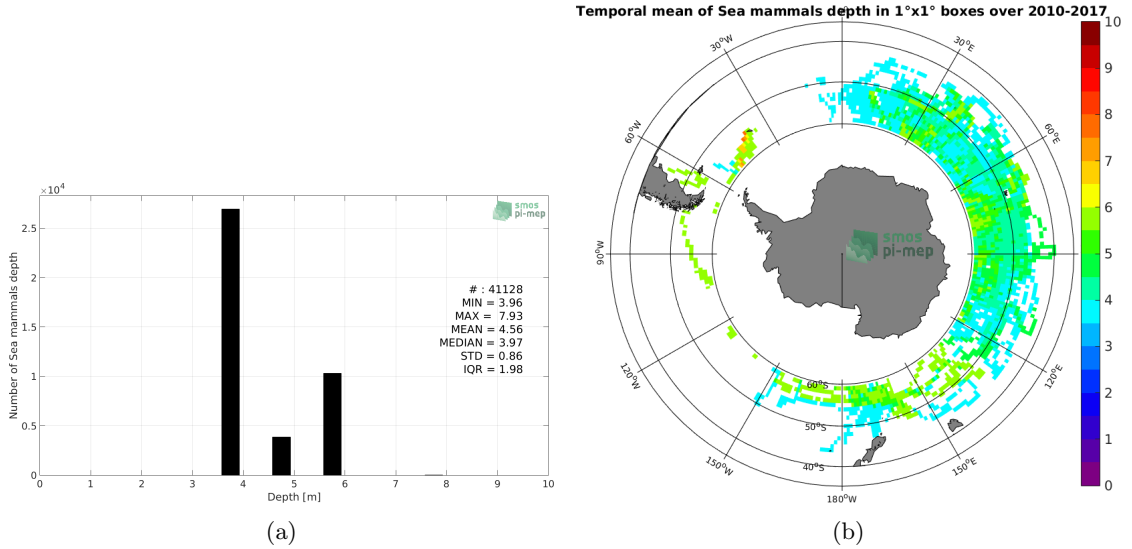 ×10⁴
2.5
2
1.5
1
0.5
0
Number of Sea mammals depth
smos
pi-mep
# : 41128
MIN = 3.96
MAX = 7.93
MEAN = 4.56
MEDIAN = 3.97
STD = 0.86
IQR = 1.98
0 1 2 3 4 5 6 7 8 9 10
Depth [m]
(a)
Temporal mean of Sea mammals depth in 1°x1° boxes over 2010-2017
0°
30°W
30°E
60°W
60°E
90°W
90°E
120°W
120°E
150°W
150°E
180°W
60°S
50°S
40°S
smos
pi-mep
10
9
8
7
6
5
4
3
2
1
0
(b)